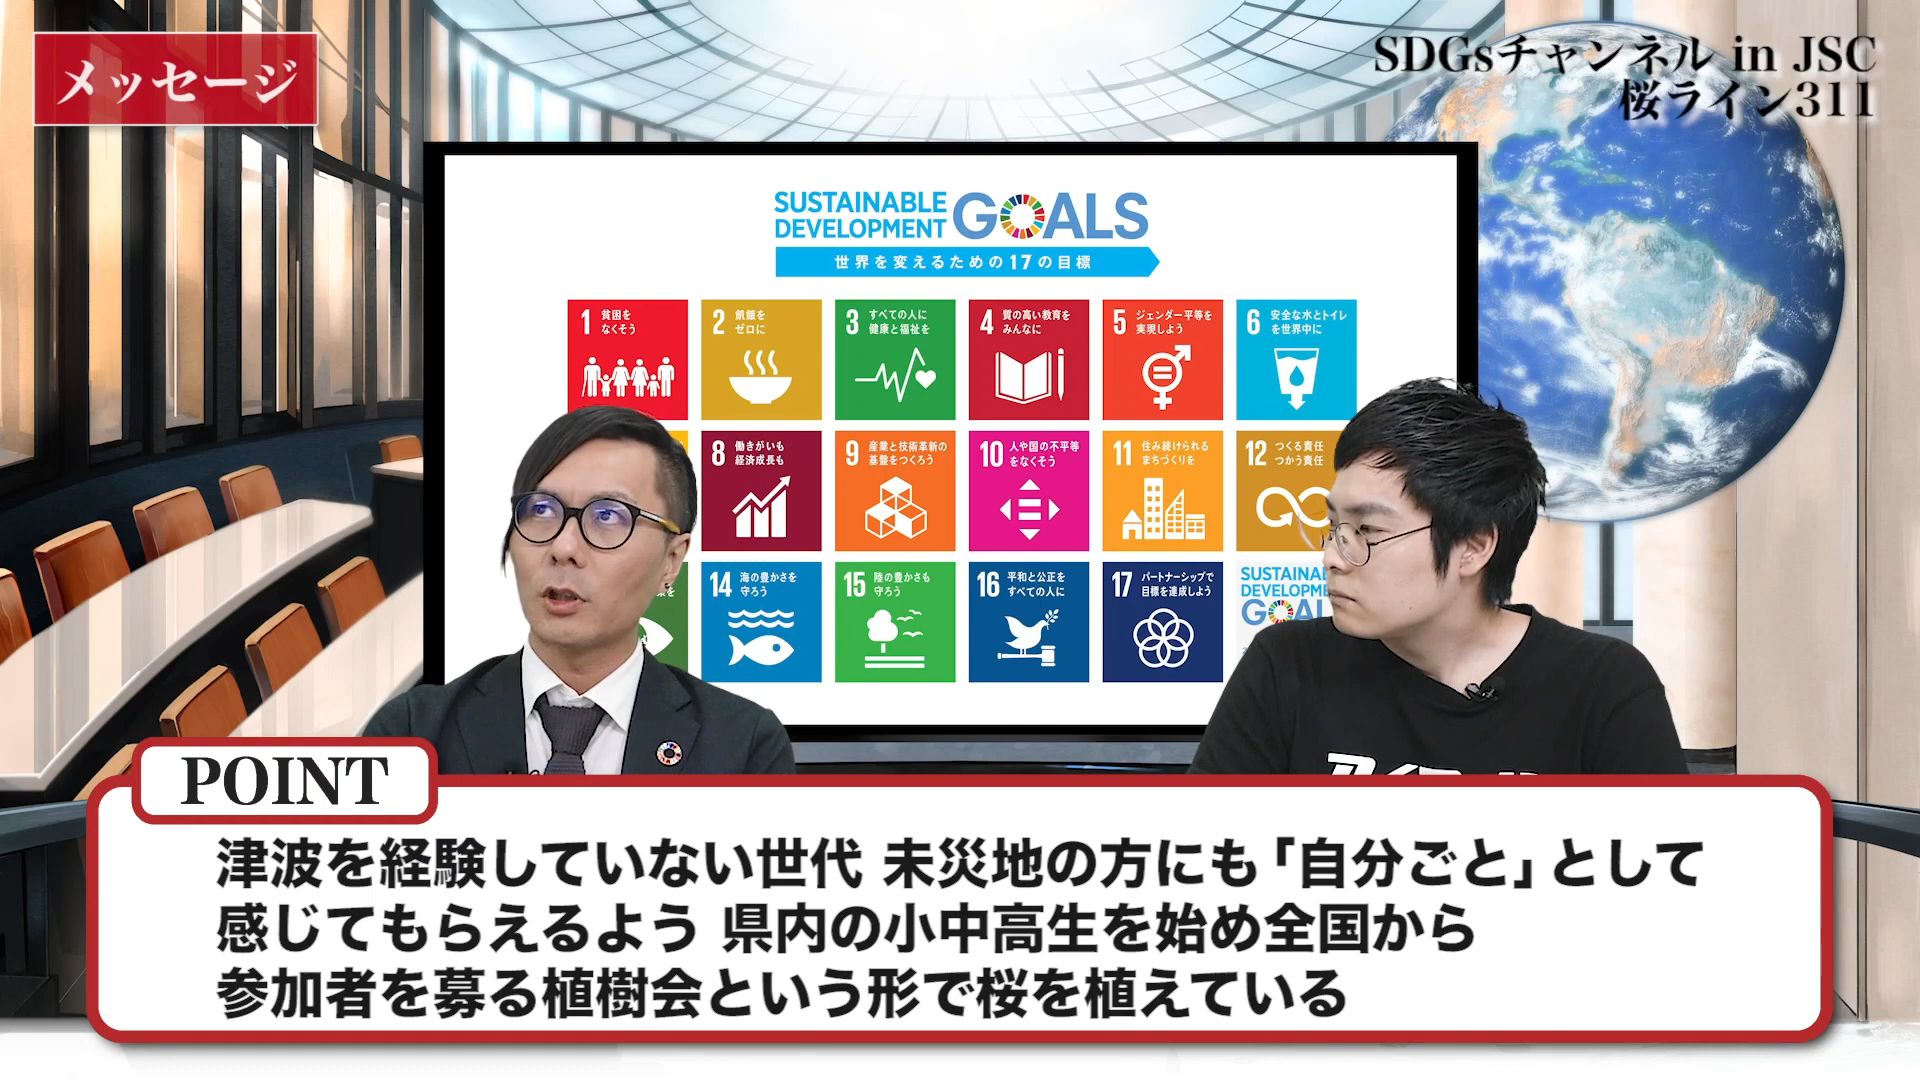 メッセージ
SDGsチャンネル in JSC
桜ライン311
SUSTAINABLE
DEVELOPMENT
GOALS
世界を変えるための17の目標
1 貧困を
なくそう
2 飢餓を
ゼロに
3 すべての人に
健康と福祉を
4 質の高い教育を
みんなに
5 ジェンダー平等を
実現しよう
6 安全な水とトイレ
を世界中に
8 働きがいも
経済成長も
9 産業と技術革新の
基盤をつくろう
10 人や国の不平等
をなくそう
11 住み続けられる
まちづくりを
12 つくる責任
つかう責任
を
14 海の豊かさを
守ろう
15 陸の豊かさも
守ろう
16 平和と公正を
すべての人に
17 パートナーシップで
目標を達成しよう
POINT
津波を経験していない世代 未災地の方にも「自分ごと」として
感じてもらえるよう 県内の小中高生を始め全国から
参加者を募る植樹会という形で桜を植えている